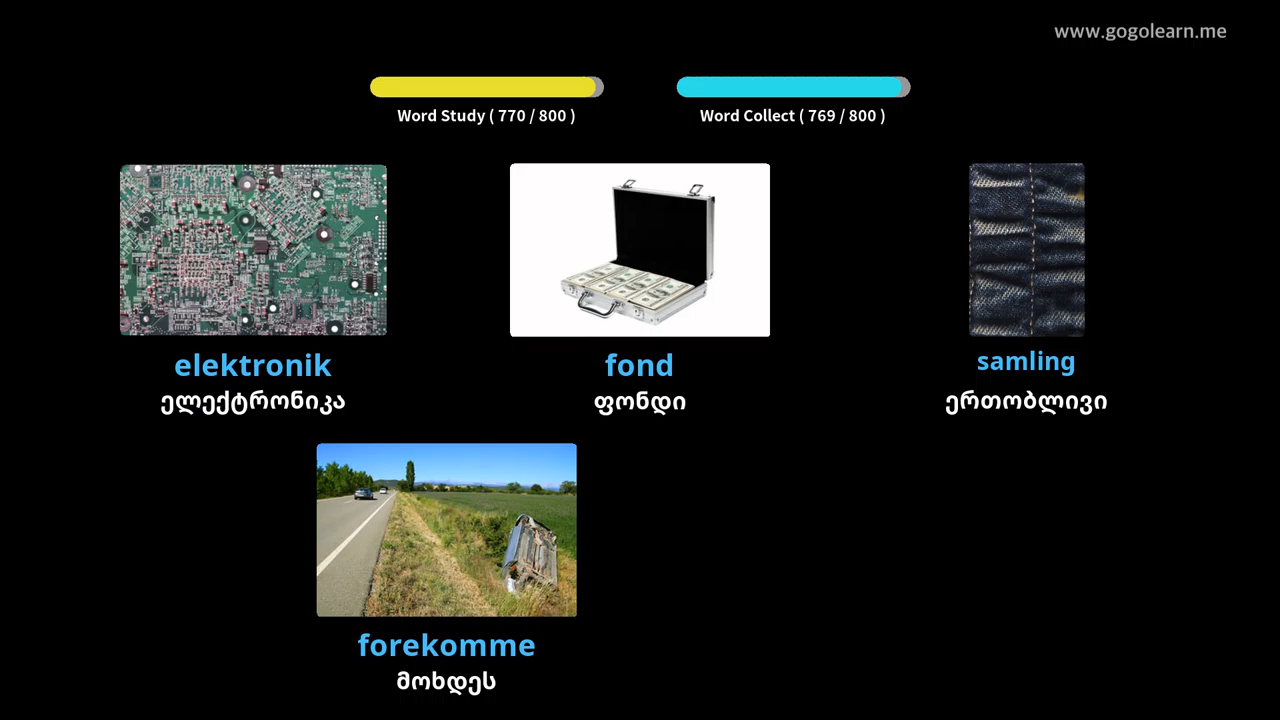 www.gogolearn.me
Word Study ( 770 / 800 )
Word Collect ( 769 / 800 )
elektronik
ელექტრონიკა
fond
ფონდი
samling
ერთობლივი
forekomme
მოხდეს